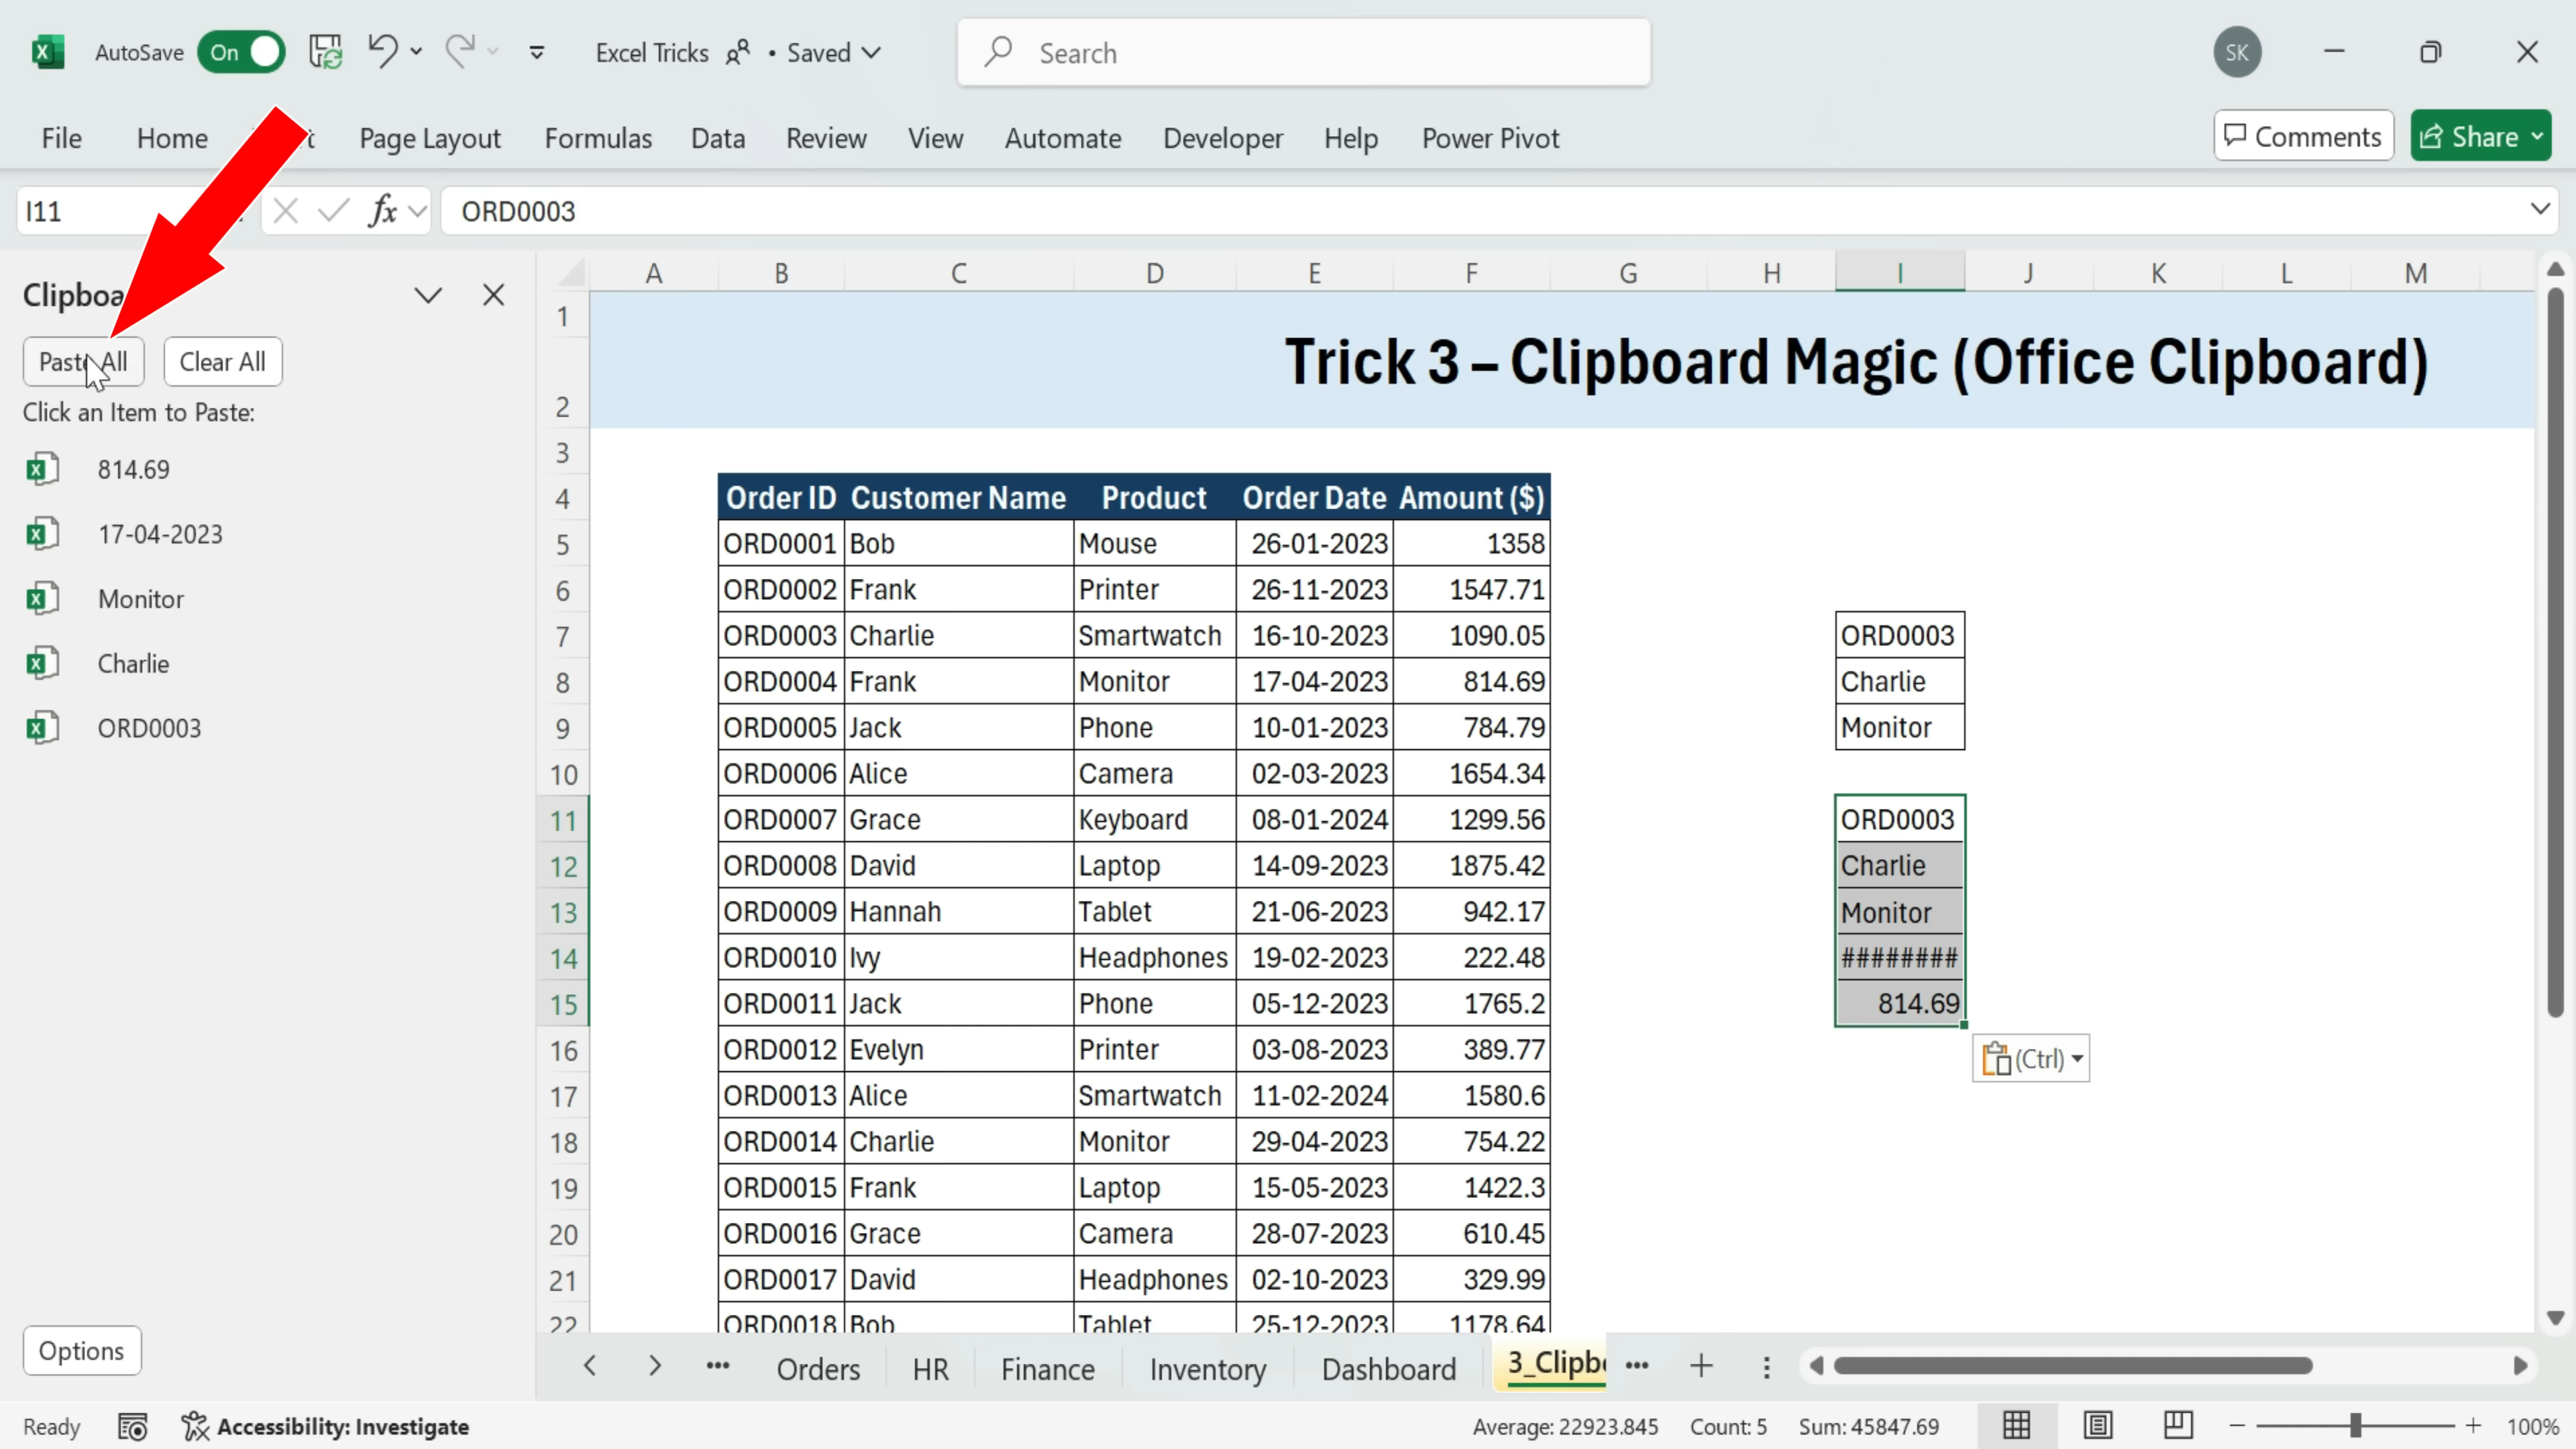 AutoSave On Excel Tricks • Saved Search SK
File Home Page Layout Formulas Data Review View Automate Developer Help Power Pivot Comments Share
I11 fx ORD0003
Paste All Clear All
Click an Item to Paste:
814.69
17-04-2023
Monitor
Charlie
ORD0003
Options
A B C D E F G H I J K L M
1
2 Trick 3 – Clipboard Magic (Office Clipboard)
3
4 Order ID Customer Name Product Order Date Amount ($)
5 ORD0001 Bob Mouse 26-01-2023 1358
6 ORD0002 Frank Printer 26-11-2023 1547.71
7 ORD0003 Charlie Smartwatch 16-10-2023 1090.05 ORD0003
8 ORD0004 Frank Monitor 17-04-2023 814.69 Charlie
9 ORD0005 Jack Phone 10-01-2023 784.79 Monitor
10 ORD0006 Alice Camera 02-03-2023 1654.34
11 ORD0007 Grace Keyboard 08-01-2024 1299.56 ORD0003
12 ORD0008 David Laptop 14-09-2023 1875.42 Charlie
13 ORD0009 Hannah Tablet 21-06-2023 942.17 Monitor
14 ORD0010 Ivy Headphones 19-02-2023 222.48 ########
15 ORD0011 Jack Phone 05-12-2023 1765.2 814.69
16 ORD0012 Evelyn Printer 03-08-2023 389.77 (Ctrl)
17 ORD0013 Alice Smartwatch 11-02-2024 1580.6
18 ORD0014 Charlie Monitor 29-04-2023 754.22
19 ORD0015 Frank Laptop 15-05-2023 1422.3
20 ORD0016 Grace Camera 28-07-2023 610.45
21 ORD0017 David Headphones 02-10-2023 329.99
22 ORD0018 Bob Tablet 25-12-2023 1178.64
Orders HR Finance Inventory Dashboard
Ready Accessibility: Investigate Average: 22923.845 Count: 5 Sum: 45847.69 100%